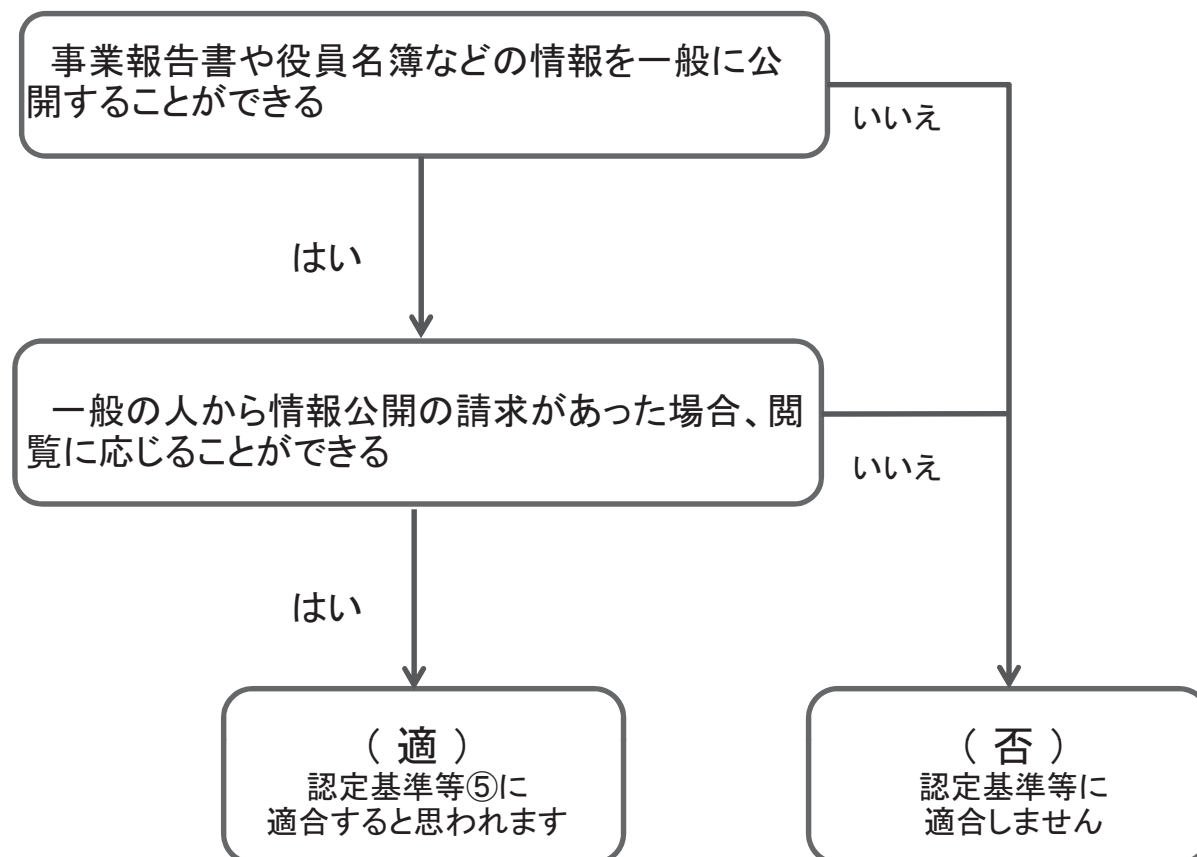 事業報告書や役員名簿などの情報を一般に公
開することができる
いいえ
はい
一般の人から情報公開の請求があった場合、閲
覧に応じることができる
いいえ
はい
（ 適 ）
認定基準等⑤に
適合すると思われます
（ 否 ）
認定基準等に
適合しません